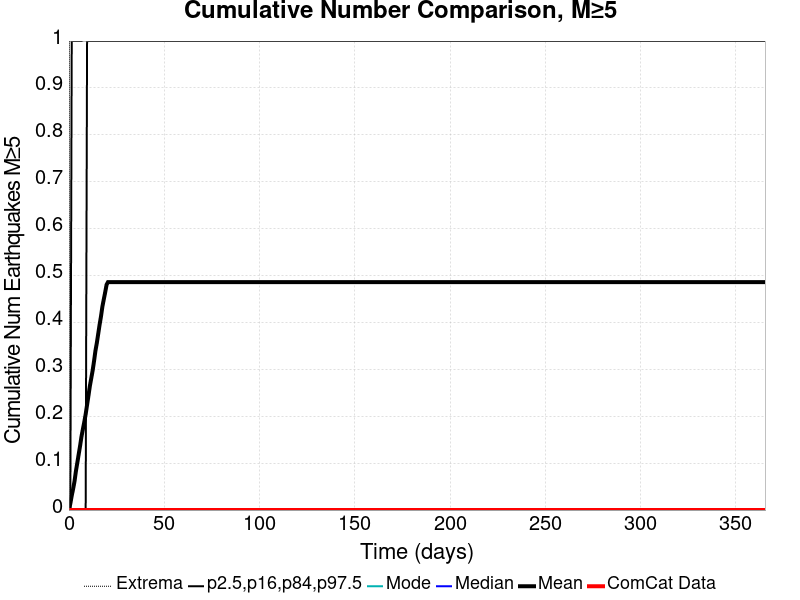 Cumulative Number Comparison, M≥5
Cumulative Num Earthquakes M≥5
1
0.9
0.8
0.7
0.6
0.5
0.4
0.3
0.2
0.1
0
0 50 100 150 200 250 300 350
Time (days)
Extrema p2.5,p16,p84,p97.5 Mode Median Mean ComCat Data